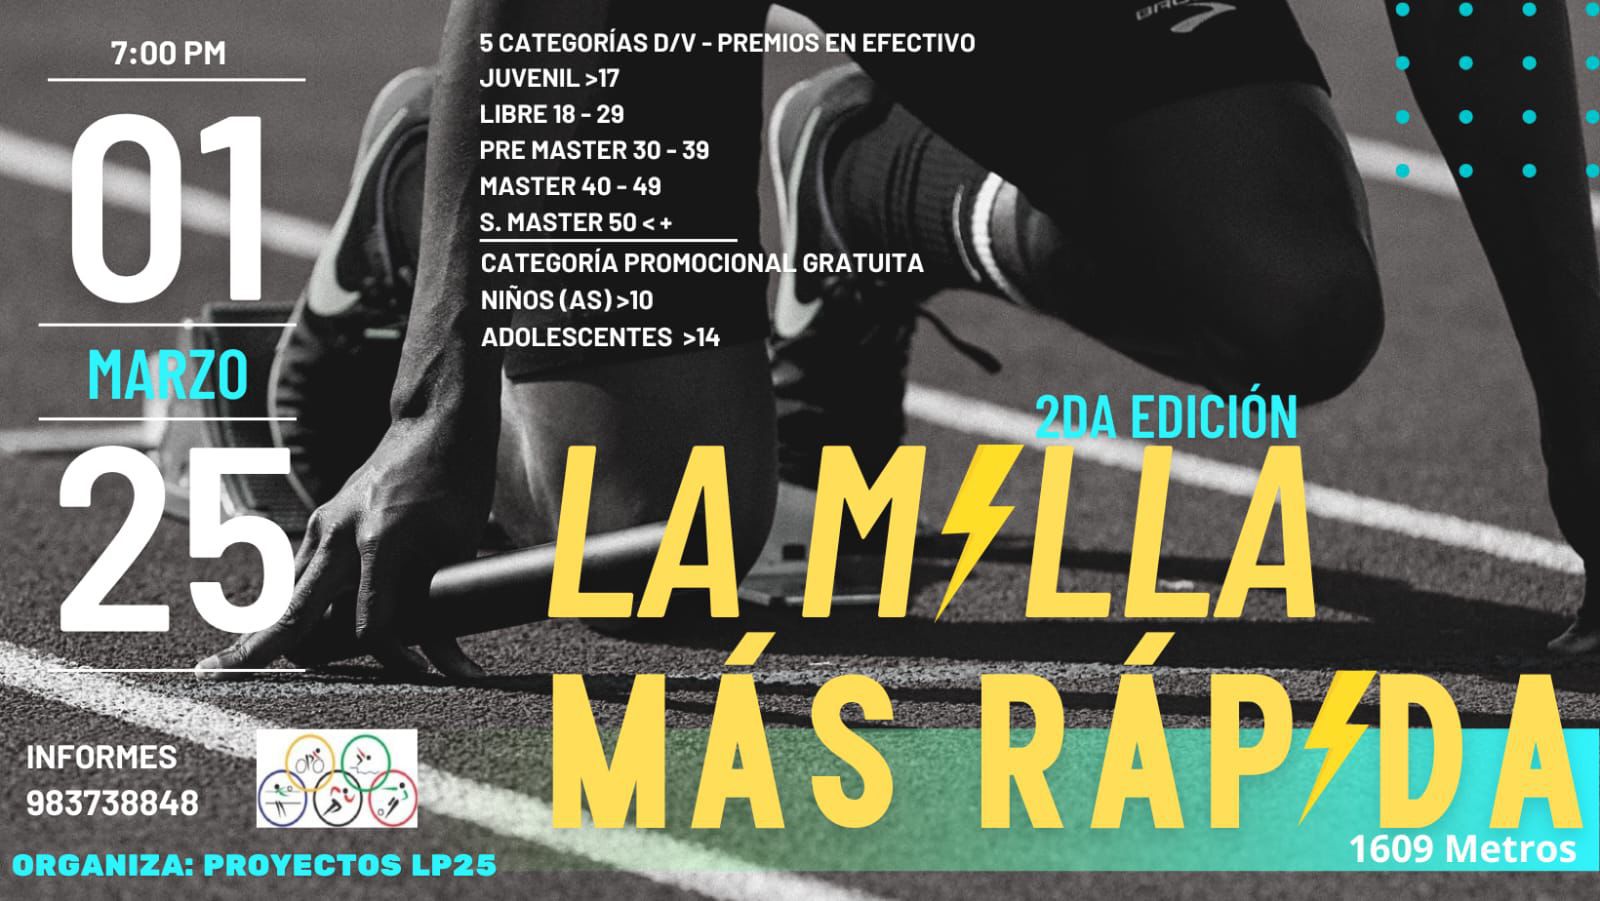 7:00 PM
01
MARZO
25
5 CATEGORÍAS D/V - PREMIOS EN EFECTIVO
JUVENIL >17
LIBRE 18 - 29
PRE MASTER 30 - 39
MASTER 40 - 49
S. MASTER 50 < +
CATEGORÍA PROMOCIONAL GRATUITA
NIÑOS (AS) >10
ADOLESCENTES >14
2DA EDICIÓN
LA MILLA
MÁS RÁPIDA
1609 Metros
INFORMES
983738848
ORGANIZA: PROYECTOS LP25